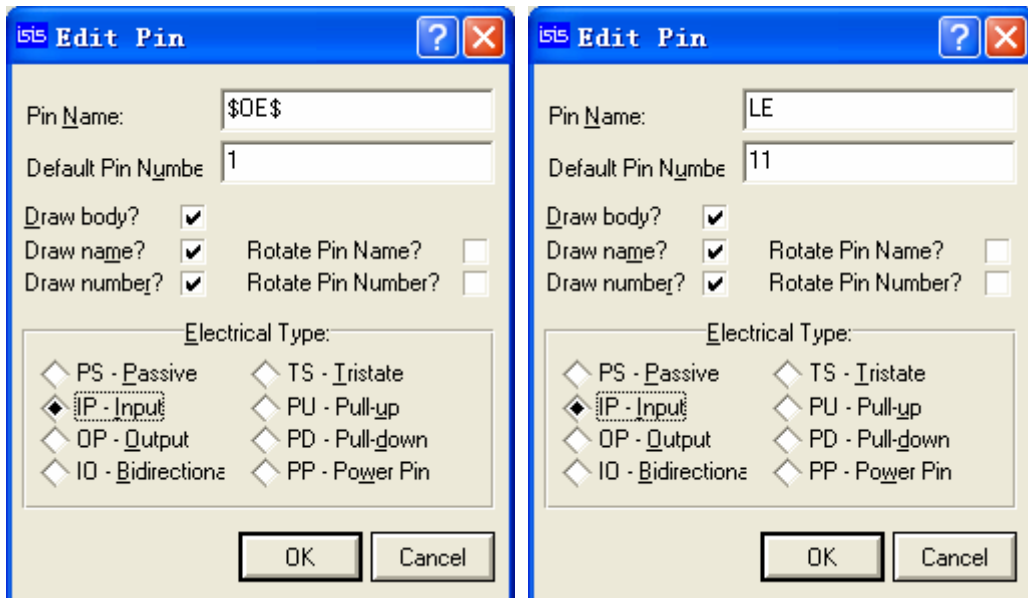 isis Edit Pin
Pin Name: $OE$
Default Pin Numbe 1
Draw body?
Draw name? Rotate Pin Name?
Draw number? Rotate Pin Number?
Electrical Type:
PS - Passive TS - Tristate
IP - Input PU - Pull-up
OP - Output PD - Pull-down
IO - Bidirectiona PP - Power Pin
OK Cancel
isis Edit Pin
Pin Name: LE
Default Pin Numbe 11
Draw body?
Draw name? Rotate Pin Name?
Draw number? Rotate Pin Number?
Electrical Type:
PS - Passive TS - Tristate
IP - Input PU - Pull-up
OP - Output PD - Pull-down
IO - Bidirectiona PP - Power Pin
OK Cancel